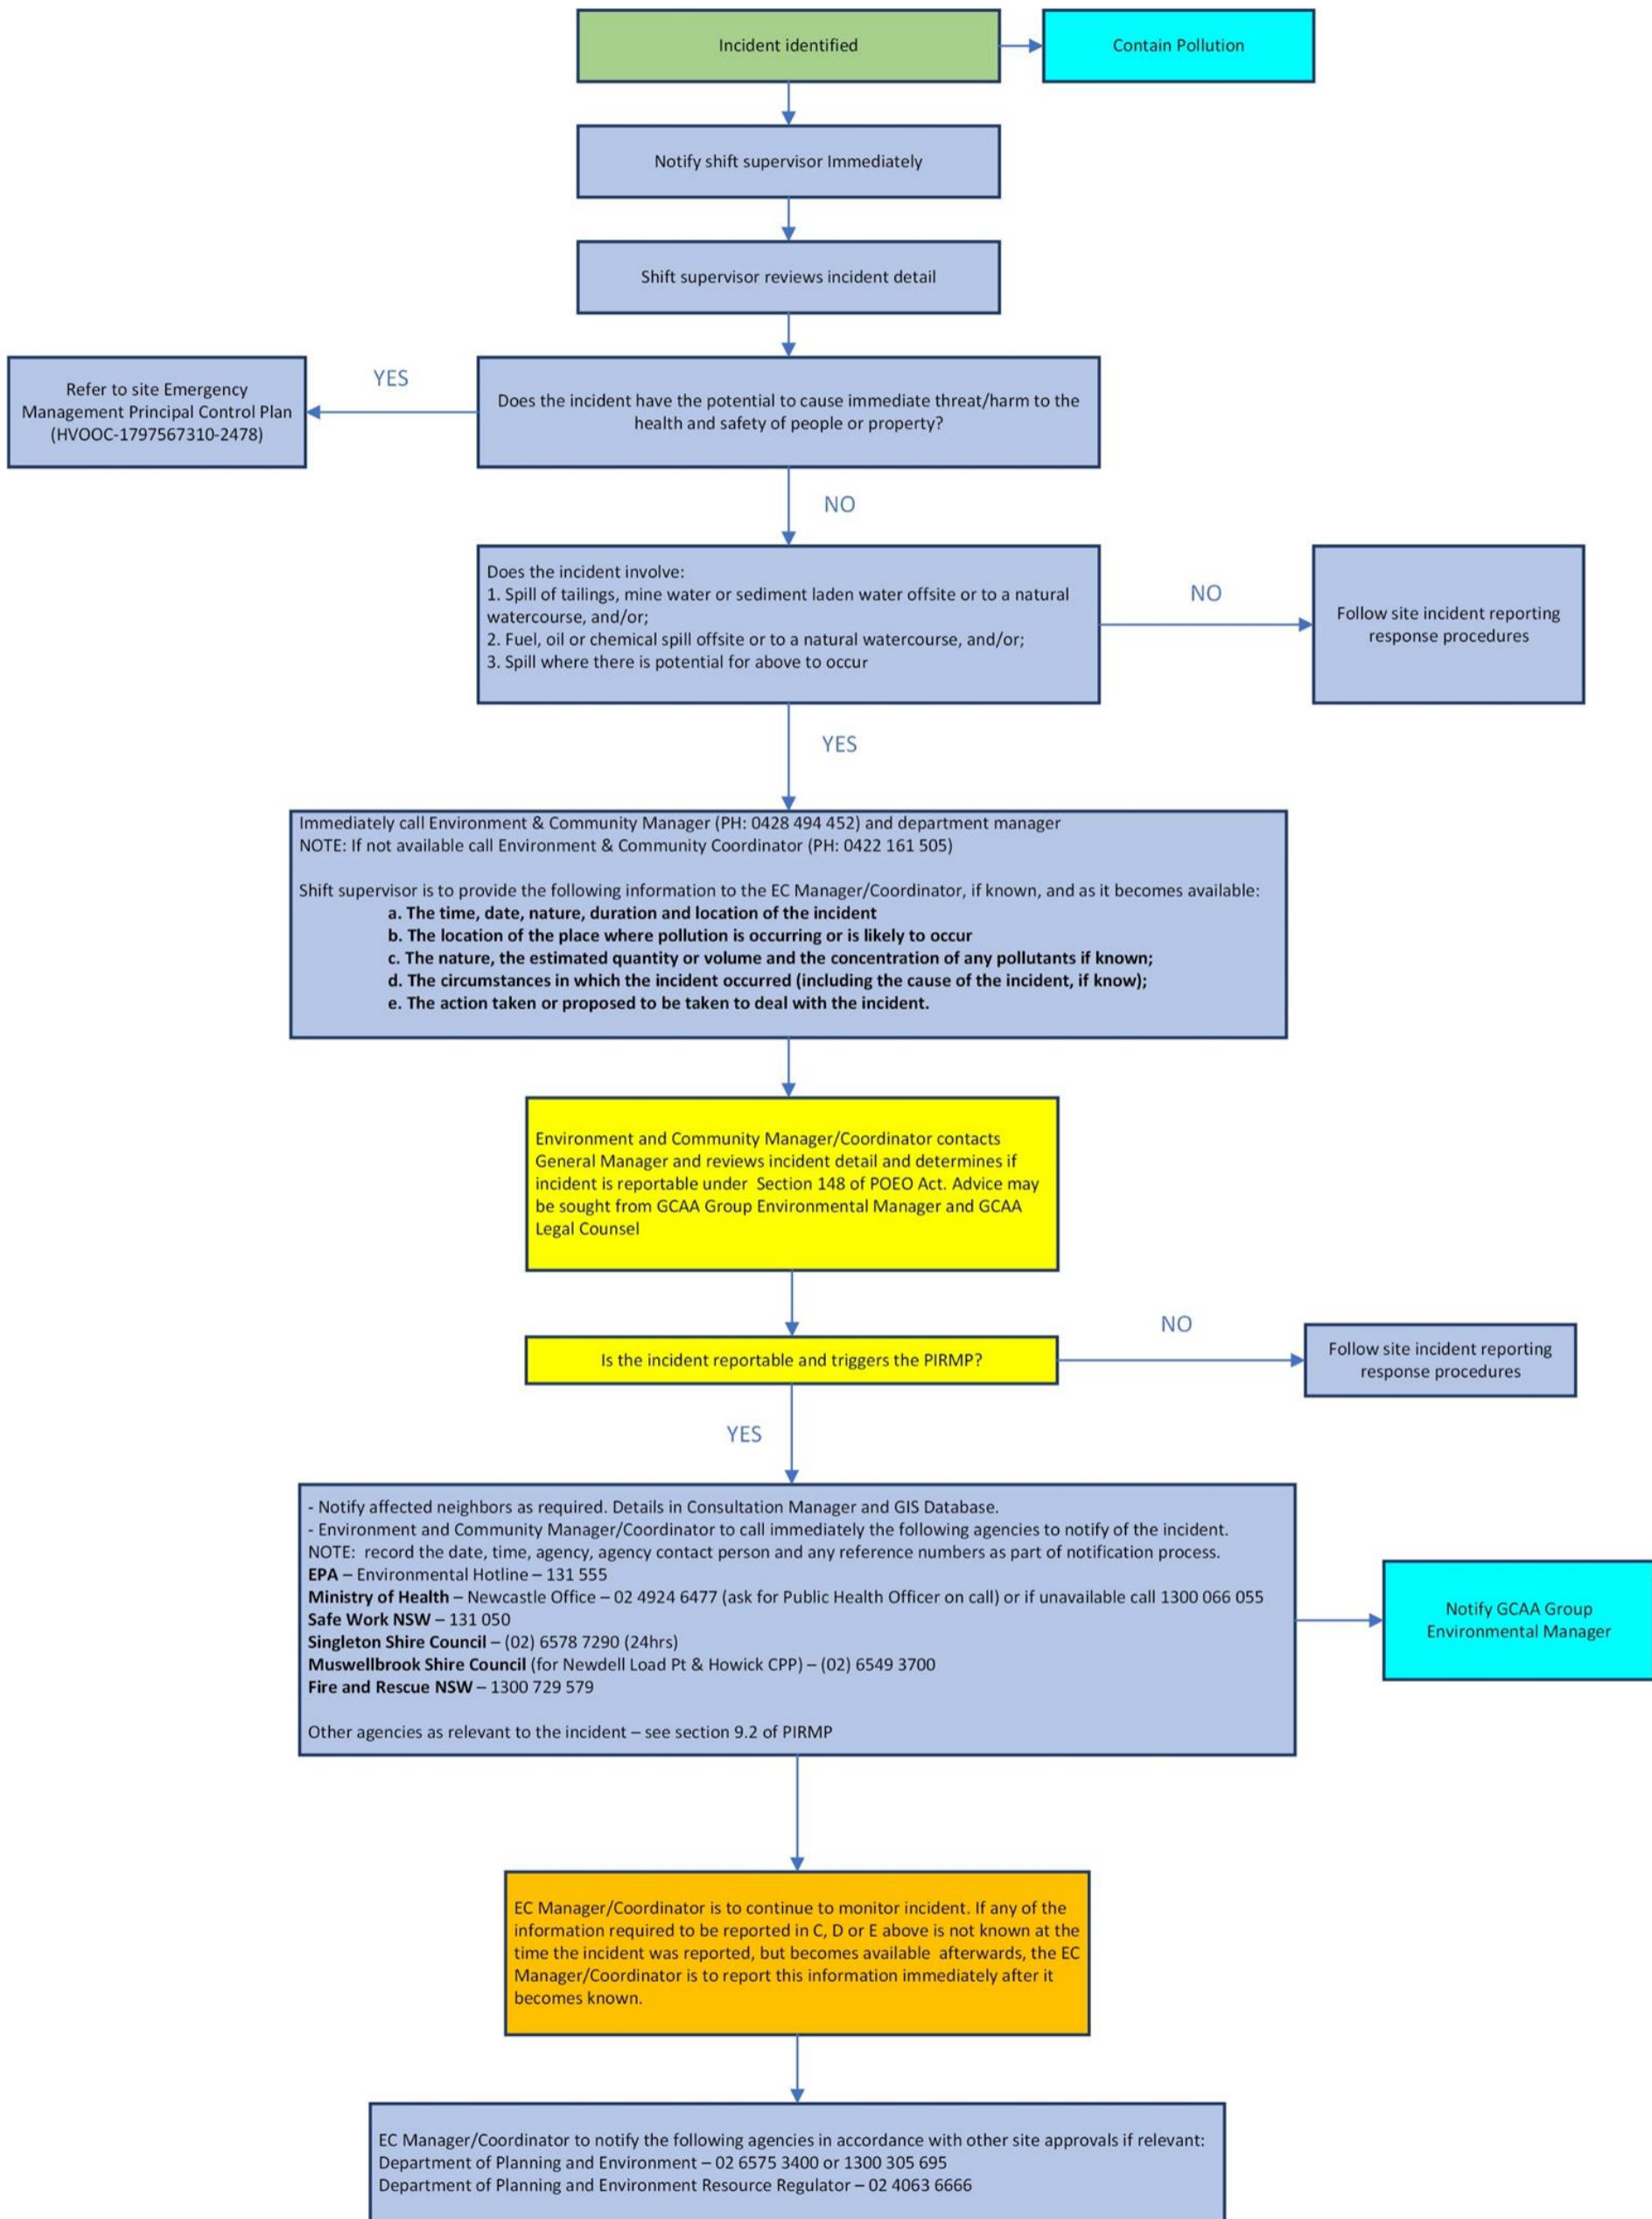 Incident identified
Contain Pollution
Notify shift supervisor Immediately
Shift supervisor reviews incident detail
Refer to site Emergency
Management Principal Control Plan
(HVOOC-1797567310-2478)
YES
Does the incident have the potential to cause immediate threat/harm to the
health and safety of people or property?
NO
Does the incident involve:
1. Spill of tailings, mine water or sediment laden water offsite or to a natural
watercourse, and/or;
2. Fuel, oil or chemical spill offsite or to a natural watercourse, and/or;
3. Spill where there is potential for above to occur
NO
Follow site incident reporting
response procedures
YES
Immediately call Environment & Community Manager (PH: 0428 494 452) and department manager
NOTE: If not available call Environment & Community Coordinator (PH: 0422 161 505)
Shift supervisor is to provide the following information to the EC Manager/Coordinator, if known, and as it becomes available:
a. The time, date, nature, duration and location of the incident
b. The location of the place where pollution is occurring or is likely to occur
c. The nature, the estimated quantity or volume and the concentration of any pollutants if known;
d. The circumstances in which the incident occurred (including the cause of the incident, if know);
e. The action taken or proposed to be taken to deal with the incident.
Environment and Community Manager/Coordinator contacts
General Manager and reviews incident detail and determines if
incident is reportable under  Section 148 of POEO Act. Advice may
be sought from GCAA Group Environmental Manager and GCAA
Legal Counsel
Is the incident reportable and triggers the PIRMP?
NO
Follow site incident reporting
response procedures
YES
- Notify affected neighbors as required. Details in Consultation Manager and GIS Database.
- Environment and Community Manager/Coordinator to call immediately the following agencies to notify of the incident.
NOTE:  record the date, time, agency, agency contact person and any reference numbers as part of notification process.
EPA – Environmental Hotline – 131 555
Ministry of Health – Newcastle Office – 02 4924 6477 (ask for Public Health Officer on call) or if unavailable call 1300 066 055
Safe Work NSW – 131 050
Singleton Shire Council – (02) 6578 7290 (24hrs)
Muswellbrook Shire Council (for Newdell Load Pt & Howick CPP) – (02) 6549 3700
Fire and Rescue NSW – 1300 729 579
Other agencies as relevant to the incident – see section 9.2 of PIRMP
Notify GCAA Group
Environmental Manager
EC Manager/Coordinator is to continue to monitor incident. If any of the
information required to be reported in C, D or E above is not known at the
time the incident was reported, but becomes available  afterwards, the EC
Manager/Coordinator is to report this information immediately after it
becomes known.
EC Manager/Coordinator to notify the following agencies in accordance with other site approvals if relevant:
Department of Planning and Environment – 02 6575 3400 or 1300 305 695
Department of Planning and Environment Resource Regulator – 02 4063 6666